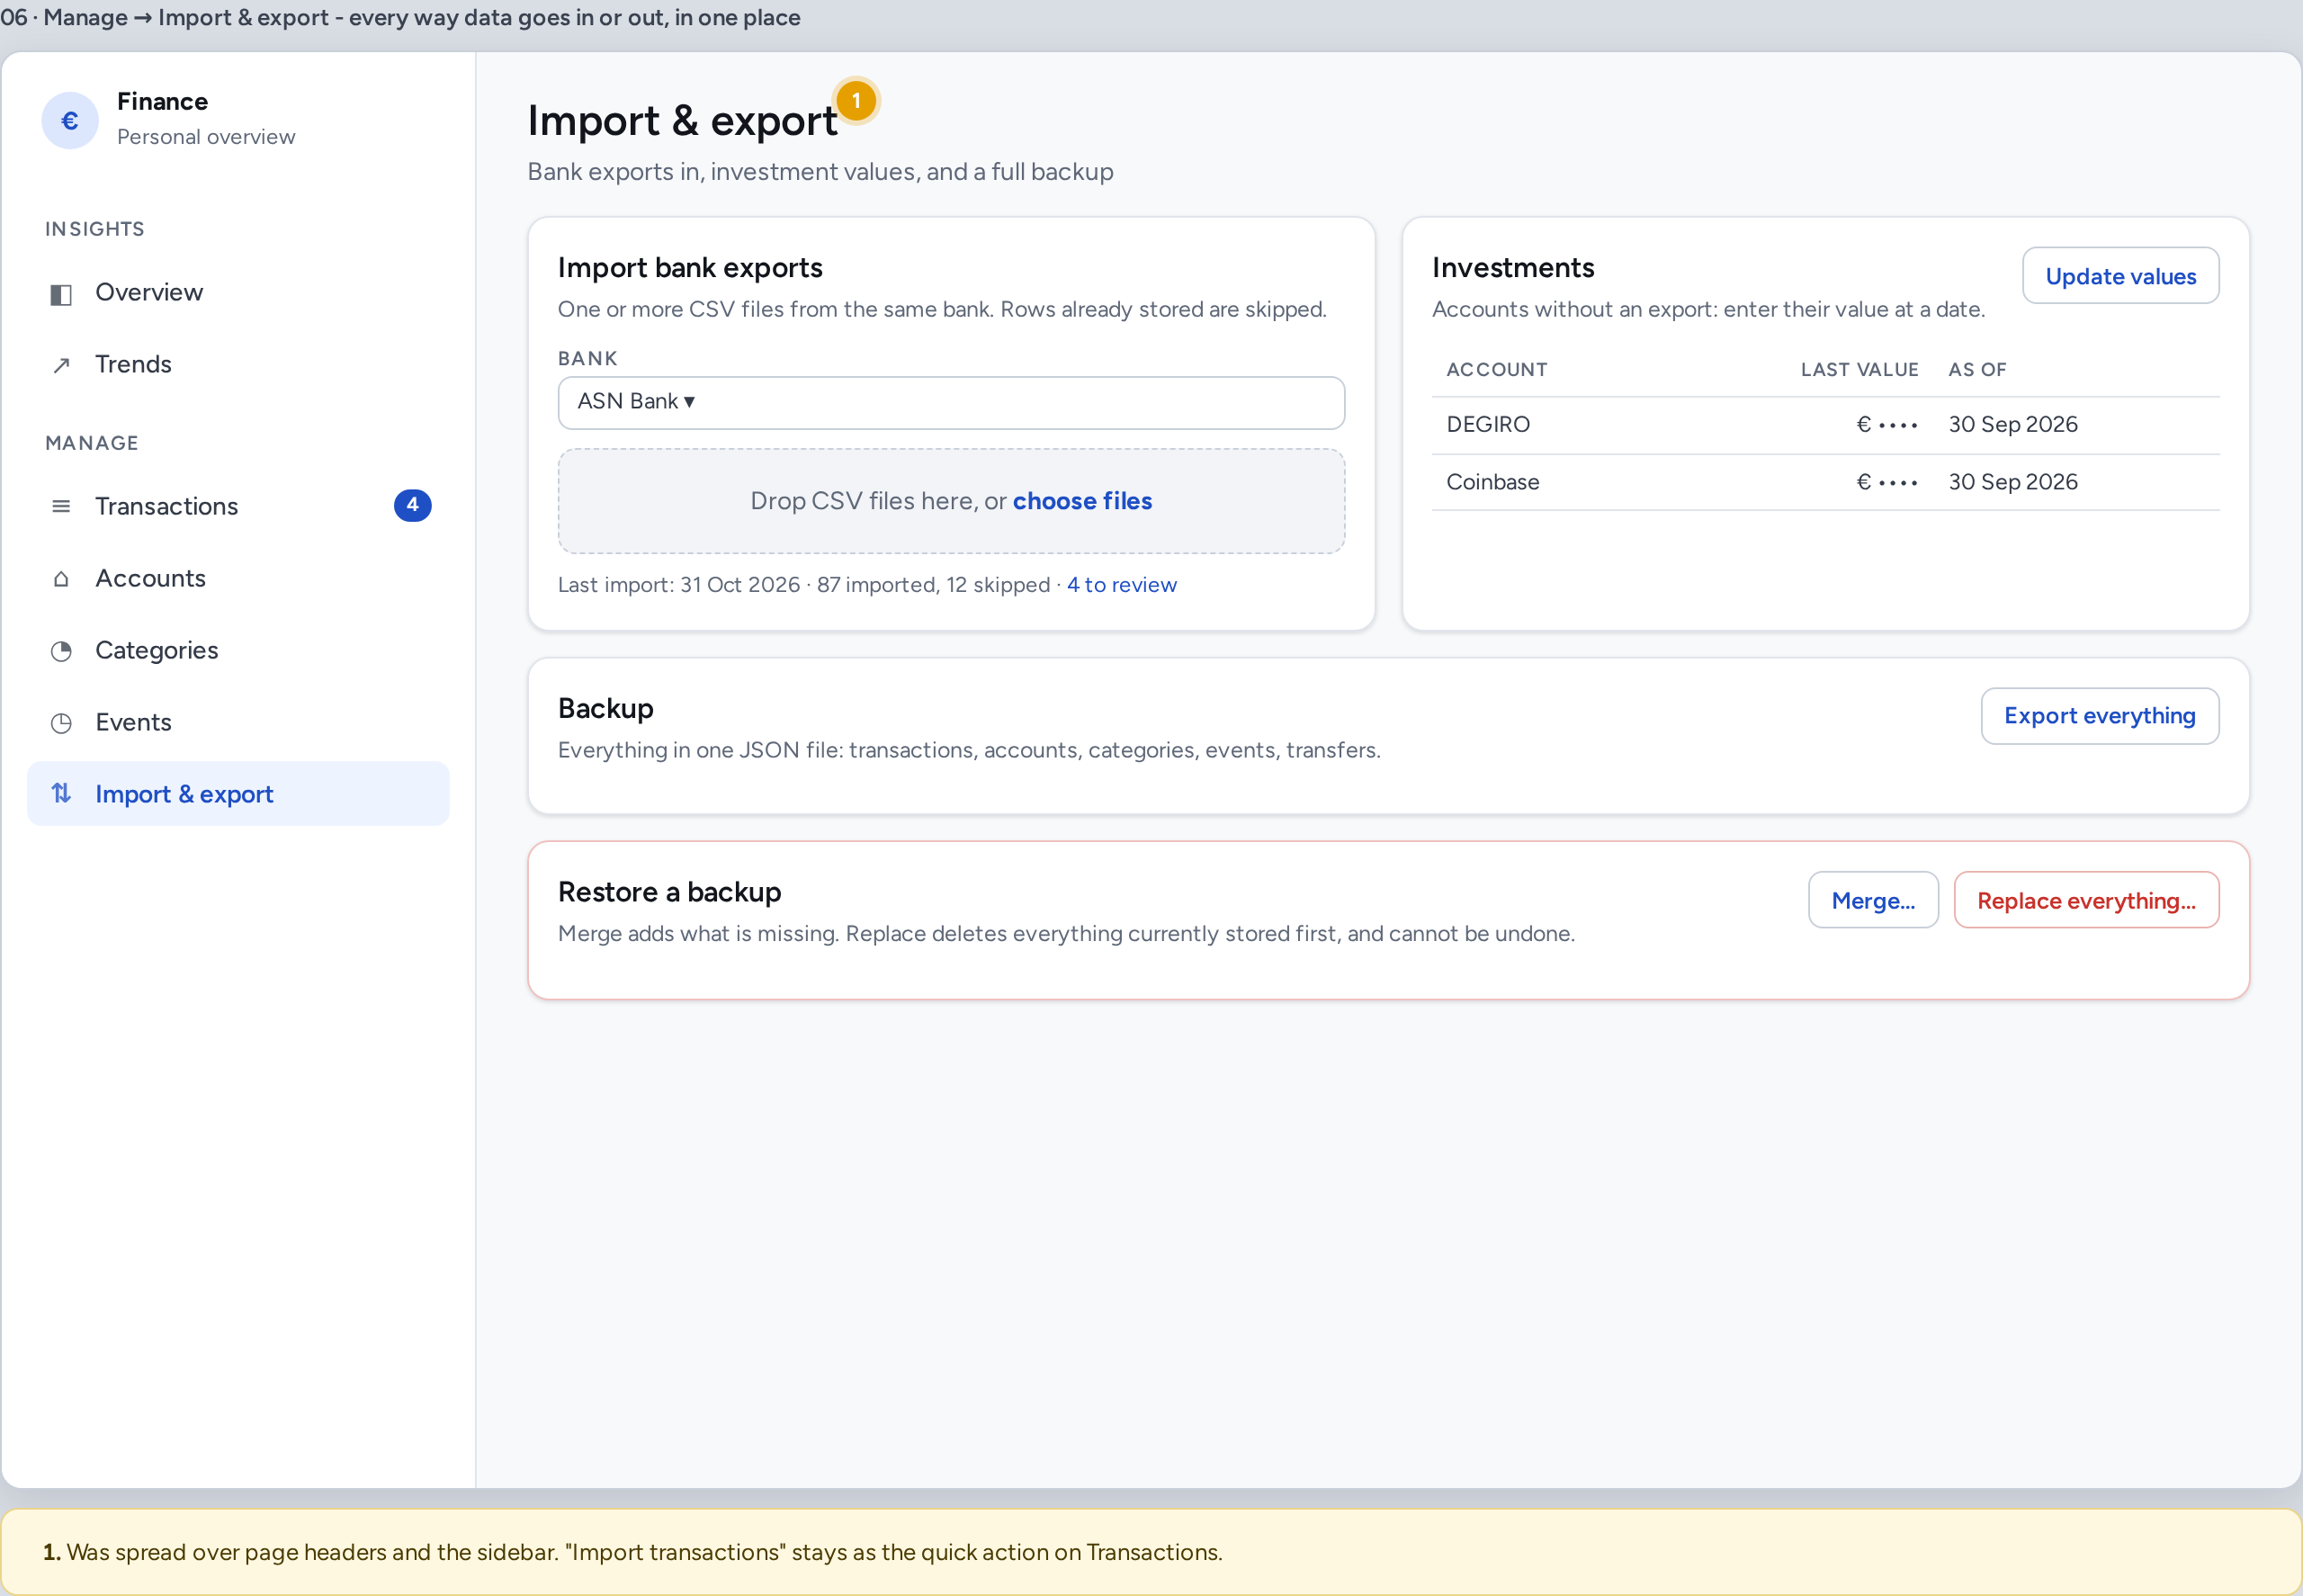 06 · Manage → Import & export - every way data goes in or out, in one place
€
Finance
Personal overview
INSIGHTS
Overview
Trends
MANAGE
Transactions
4
Accounts
Categories
Events
Import & export
Import & export
1
Bank exports in, investment values, and a full backup
Import bank exports
One or more CSV files from the same bank. Rows already stored are skipped.
BANK
ASN Bank ▾
Drop CSV files here, or choose files
Last import: 31 Oct 2026 · 87 imported, 12 skipped · 4 to review
Investments
Update values
Accounts without an export: enter their value at a date.
ACCOUNT LAST VALUE AS OF
DEGIRO € •••• 30 Sep 2026
Coinbase € •••• 30 Sep 2026
Backup
Export everything
Everything in one JSON file: transactions, accounts, categories, events, transfers.
Restore a backup
Merge... Replace everything...
Merge adds what is missing. Replace deletes everything currently stored first, and cannot be undone.
1. Was spread over page headers and the sidebar. "Import transactions" stays as the quick action on Transactions.